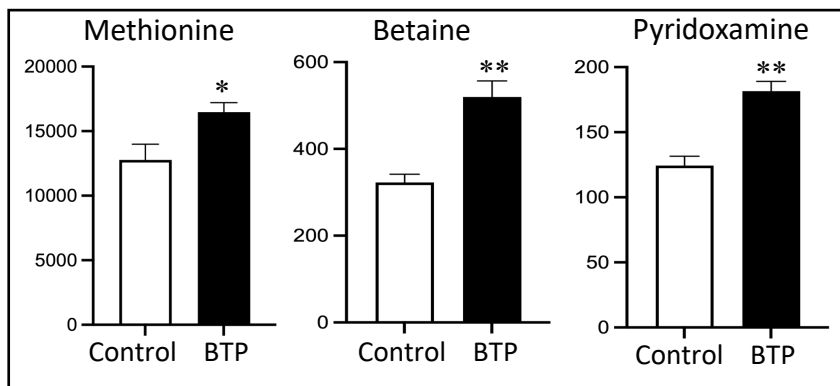 Methionine
20000
15000
10000
5000
0
*
Control BTP
Betaine
600
400
200
0
**
Control BTP
Pyridoxamine
200
150
100
50
0
**
Control BTP